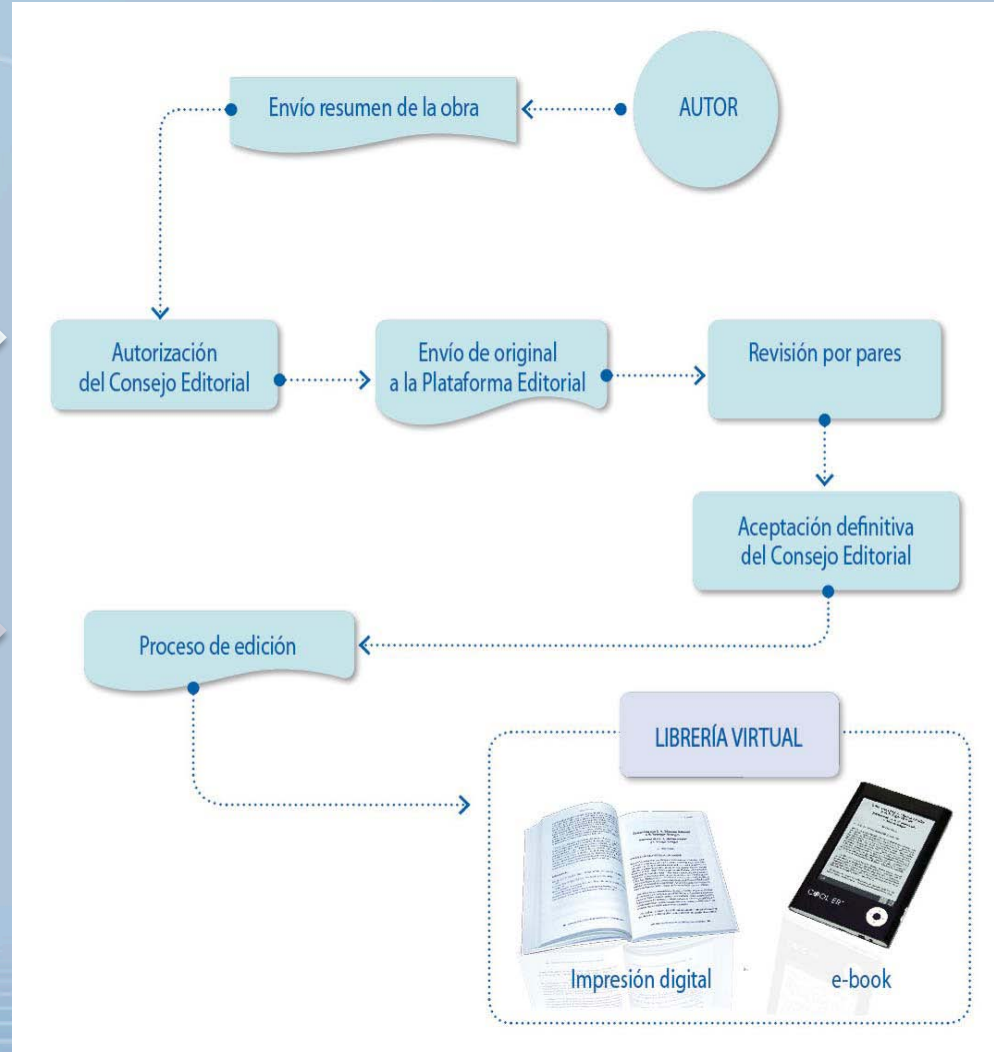 AUTOR
Envío resumen de la obra
Autorización
del Consejo Editorial
Envío de original
a la Plataforma Editorial
Revisión por pares
Aceptación definitiva
del Consejo Editorial
Proceso de edición
LIBRERÍA VIRTUAL
Impresión digital
e-book